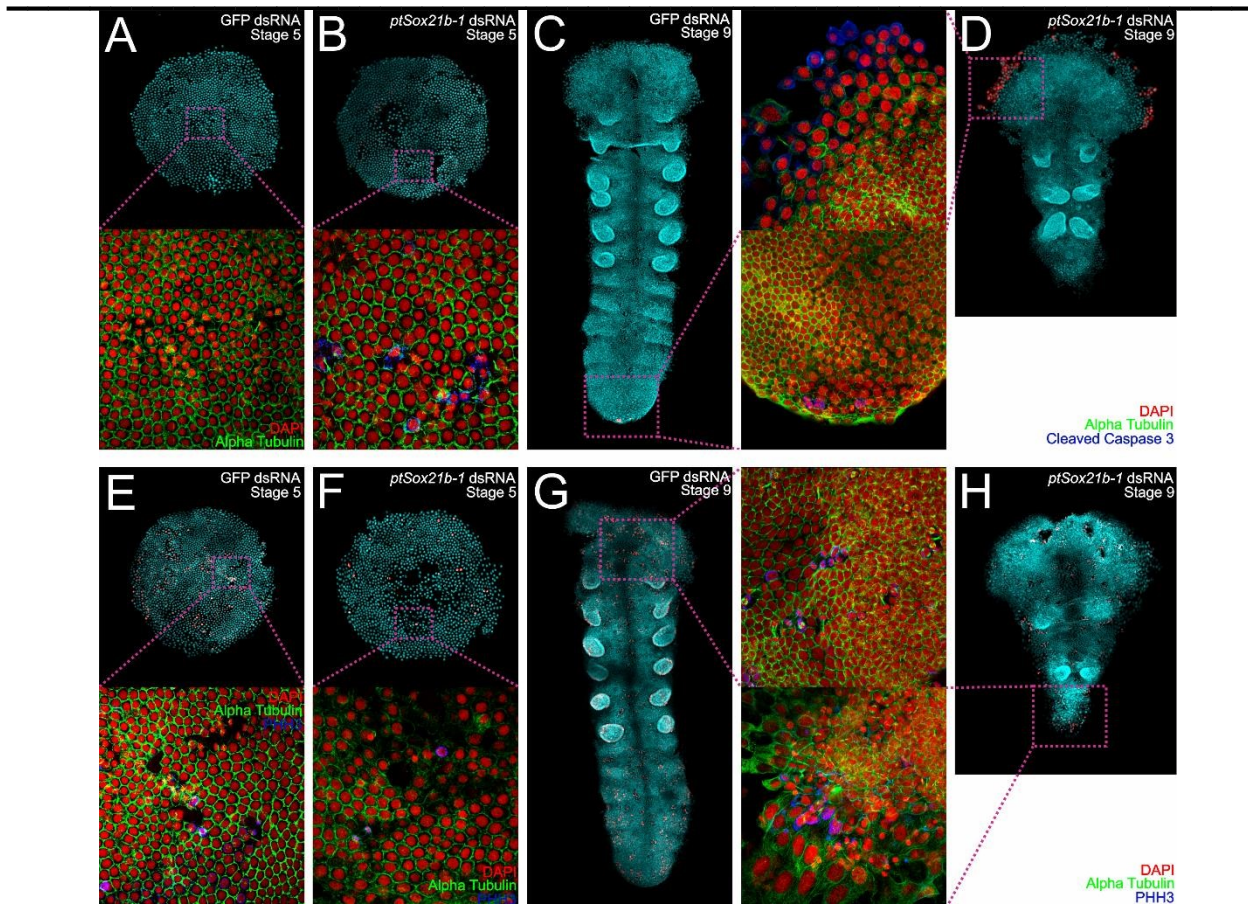 A
GFP dsRNA
Stage 5
B
ptSox21b-1 dsRNA
Stage 5
C
GFP dsRNA
Stage 9
D
ptSox21b-1 dsRNA
Stage 9
DAPI
Alpha Tubulin
DAPI
Alpha Tubulin
Cleaved Caspase 3
E
GFP dsRNA
Stage 5
F
ptSox21b-1 dsRNA
Stage 5
G
GFP dsRNA
Stage 9
H
ptSox21b-1 dsRNA
Stage 9
DAPI
Alpha Tubulin
PHH3
DAPI
Alpha Tubulin
PHH3
DAPI
Alpha Tubulin
PHH3